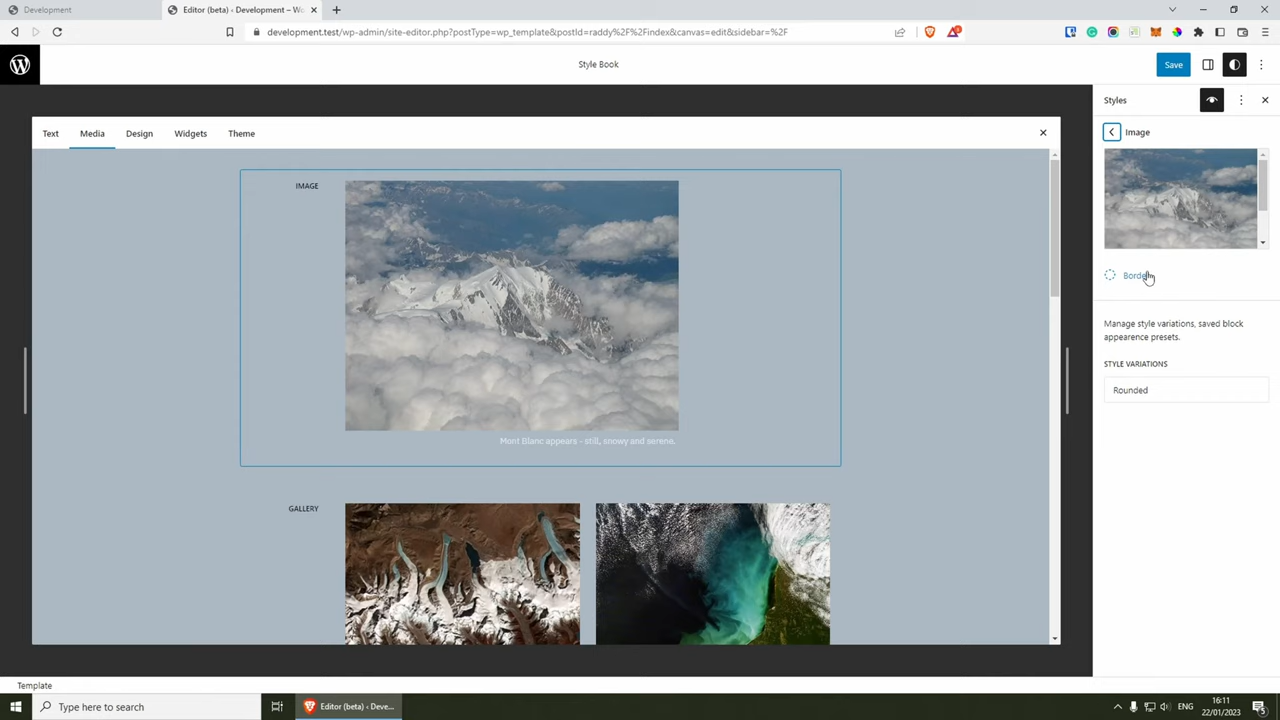 Development
Editor (beta) ‹ Development – Wo
development.test/wp-admin/site-editor.php?postType=wp_template&postId=raddy%2F%2Findex&canvas=edit&sidebar=%2F
Style Book
Save
Styles
Text
Media
Design
Widgets
Theme
Image
IMAGE
Mont Blanc appears - still, snowy and serene.
Manage style variations, saved block
appearence presets.
STYLE VARIATIONS
Rounded
GALLERY
Template
Type here to search
Editor (beta) ‹ Deve...
ENG
16:11
22/01/2023
5